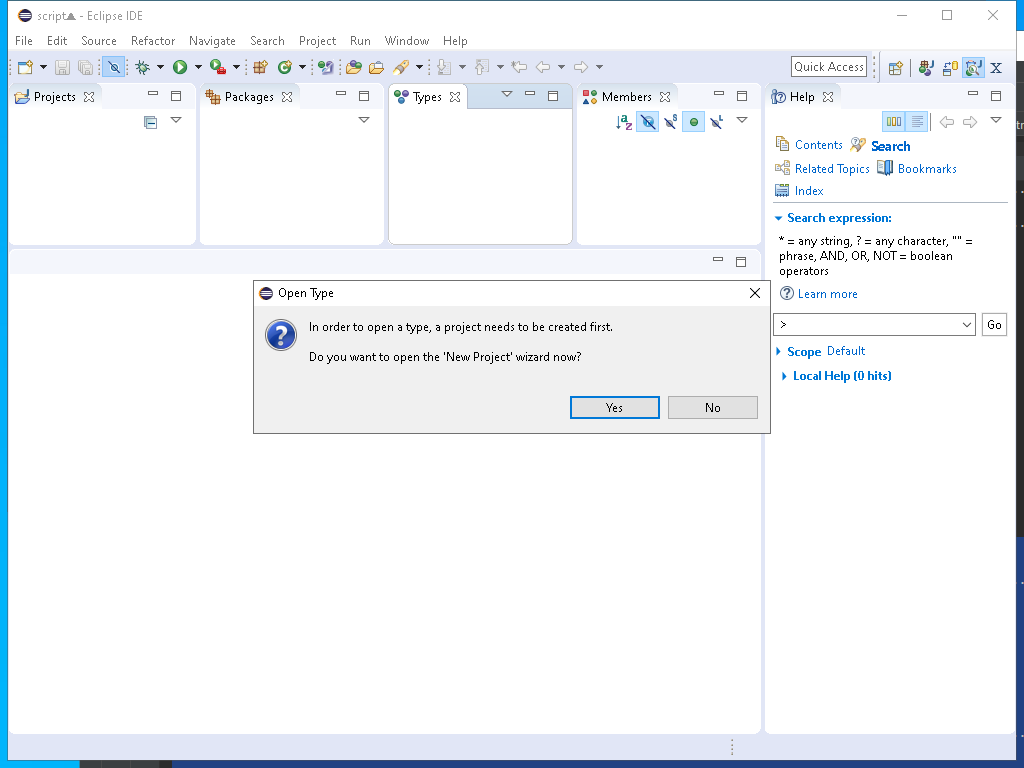 script▲ - Eclipse IDE
File Edit Source Refactor Navigate Search Project Run Window Help
Quick Access
Projects
Packages
Types
Members
Help
Contents
Search
Related Topics
Bookmarks
Index
Search expression:
* = any string, ? = any character, "" =
phrase, AND, OR, NOT = boolean
operators
Learn more
>
Go
Scope Default
Local Help (0 hits)
Open Type
In order to open a type, a project needs to be created first.
Do you want to open the 'New Project' wizard now?
Yes
No